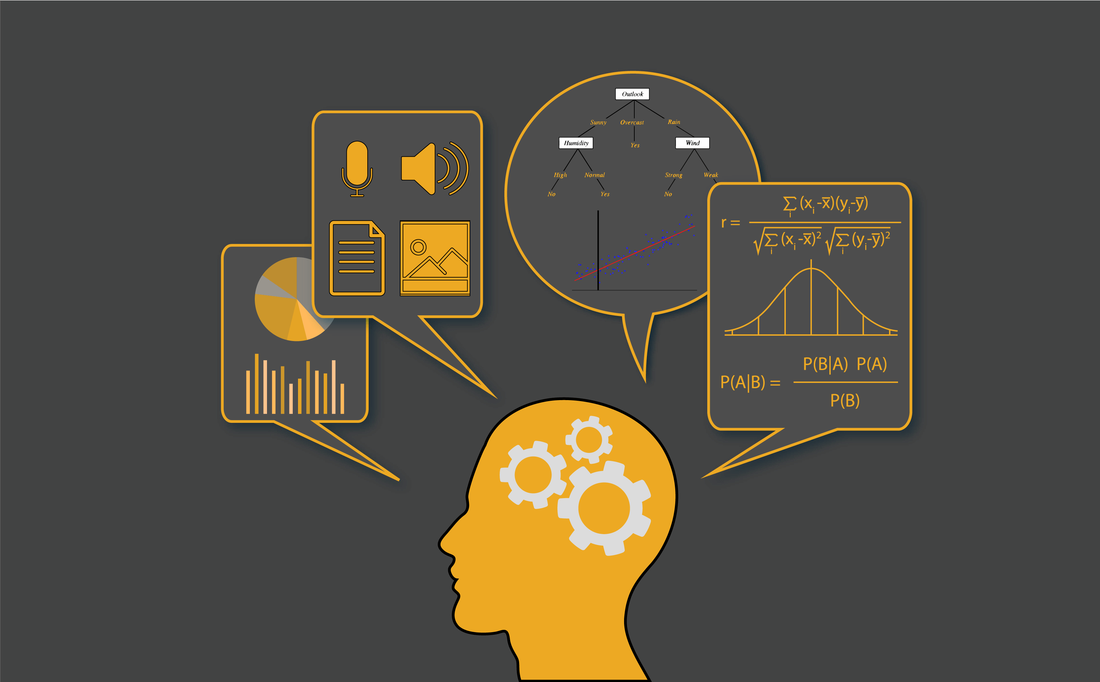 Outlook
Sunny Overcast Rain
Humidity Yes Wind
High Normal Strong Weak
No Yes No
r = ∑i (xi-x̅)(yi-y̅)
√∑i (xi-x̅)² √∑i (yi-y̅)²
P(A|B) = P(B|A) P(A)
P(B)